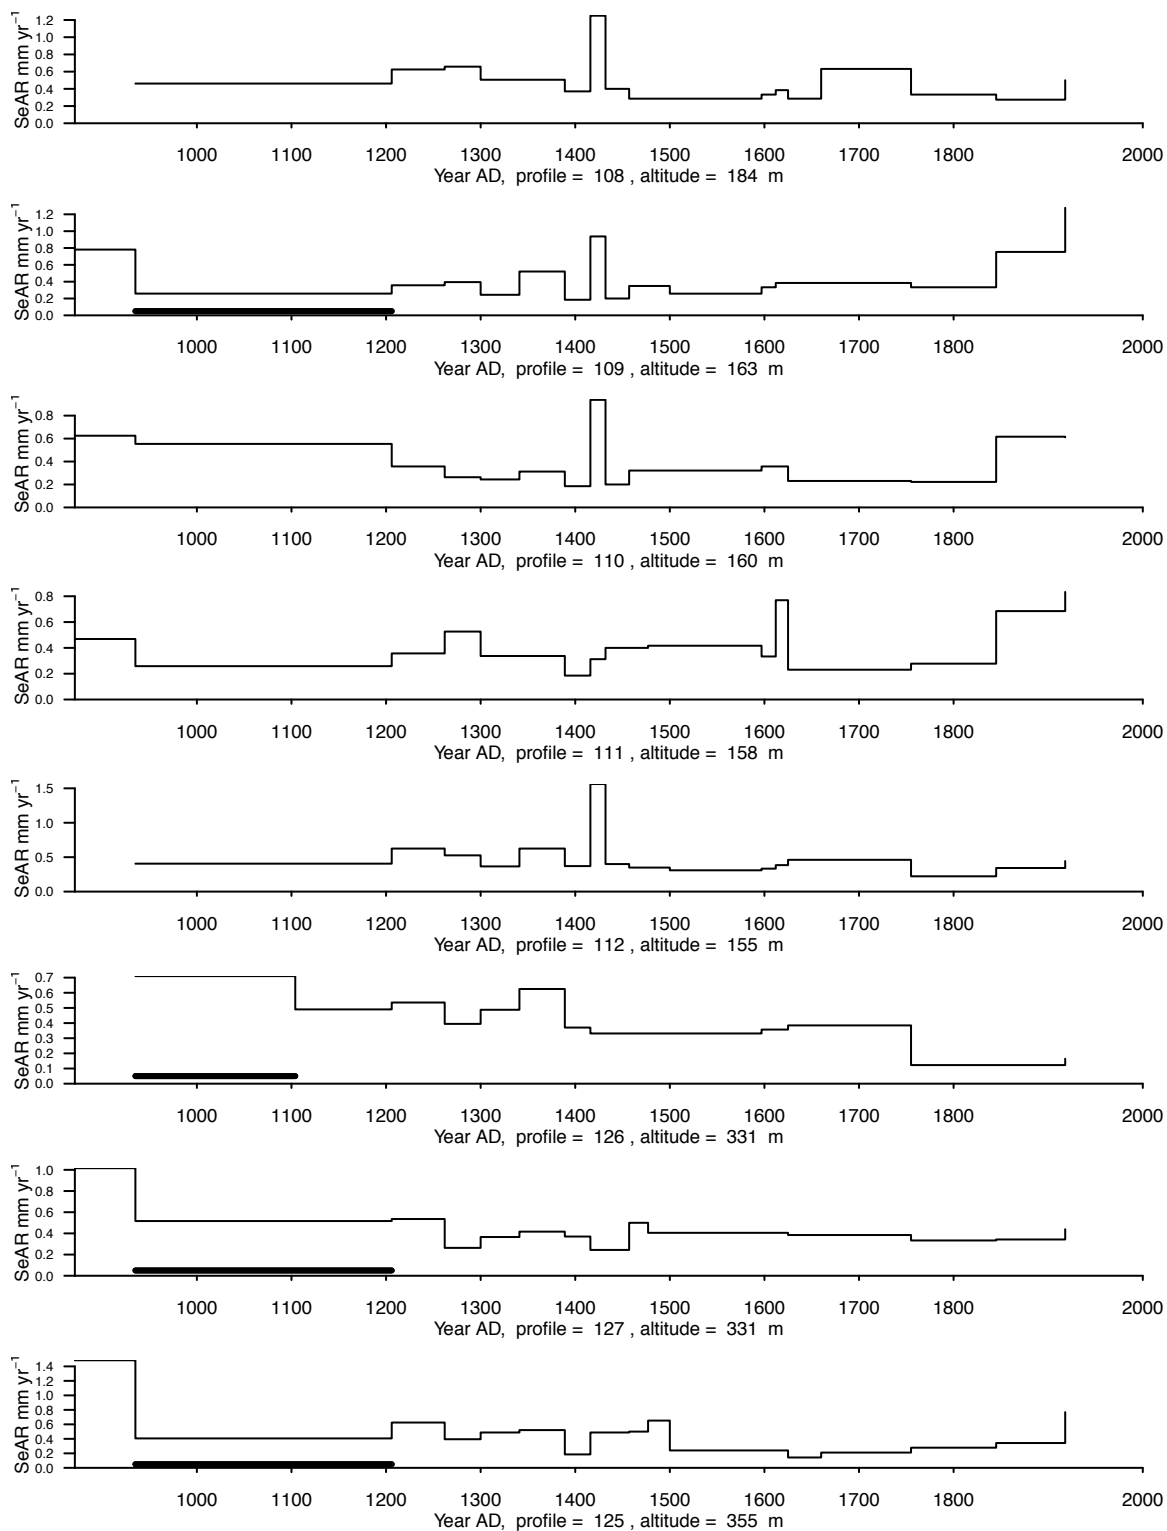 SeAR mm yr⁻¹
1.2
1.0
0.8
0.6
0.4
0.2
0.0
1000 1100 1200 1300 1400 1500 1600 1700 1800 2000
Year AD, profile = 108 , altitude = 184 m
SeAR mm yr⁻¹
1.2
1.0
0.8
0.6
0.4
0.2
0.0
1000 1100 1200 1300 1400 1500 1600 1700 1800 2000
Year AD, profile = 109 , altitude = 163 m
SeAR mm yr⁻¹
0.8
0.6
0.4
0.2
0.0
1000 1100 1200 1300 1400 1500 1600 1700 1800 2000
Year AD, profile = 110 , altitude = 160 m
SeAR mm yr⁻¹
0.8
0.6
0.4
0.2
0.0
1000 1100 1200 1300 1400 1500 1600 1700 1800 2000
Year AD, profile = 111 , altitude = 158 m
SeAR mm yr⁻¹
1.5
1.0
0.5
0.0
1000 1100 1200 1300 1400 1500 1600 1700 1800 2000
Year AD, profile = 112 , altitude = 155 m
SeAR mm yr⁻¹
0.7
0.6
0.5
0.4
0.3
0.2
0.1
0.0
1000 1100 1200 1300 1400 1500 1600 1700 1800 2000
Year AD, profile = 126 , altitude = 331 m
SeAR mm yr⁻¹
1.0
0.8
0.6
0.4
0.2
0.0
1000 1100 1200 1300 1400 1500 1600 1700 1800 2000
Year AD, profile = 127 , altitude = 331 m
SeAR mm yr⁻¹
1.4
1.2
1.0
0.8
0.6
0.4
0.2
0.0
1000 1100 1200 1300 1400 1500 1600 1700 1800 2000
Year AD, profile = 125 , altitude = 355 m